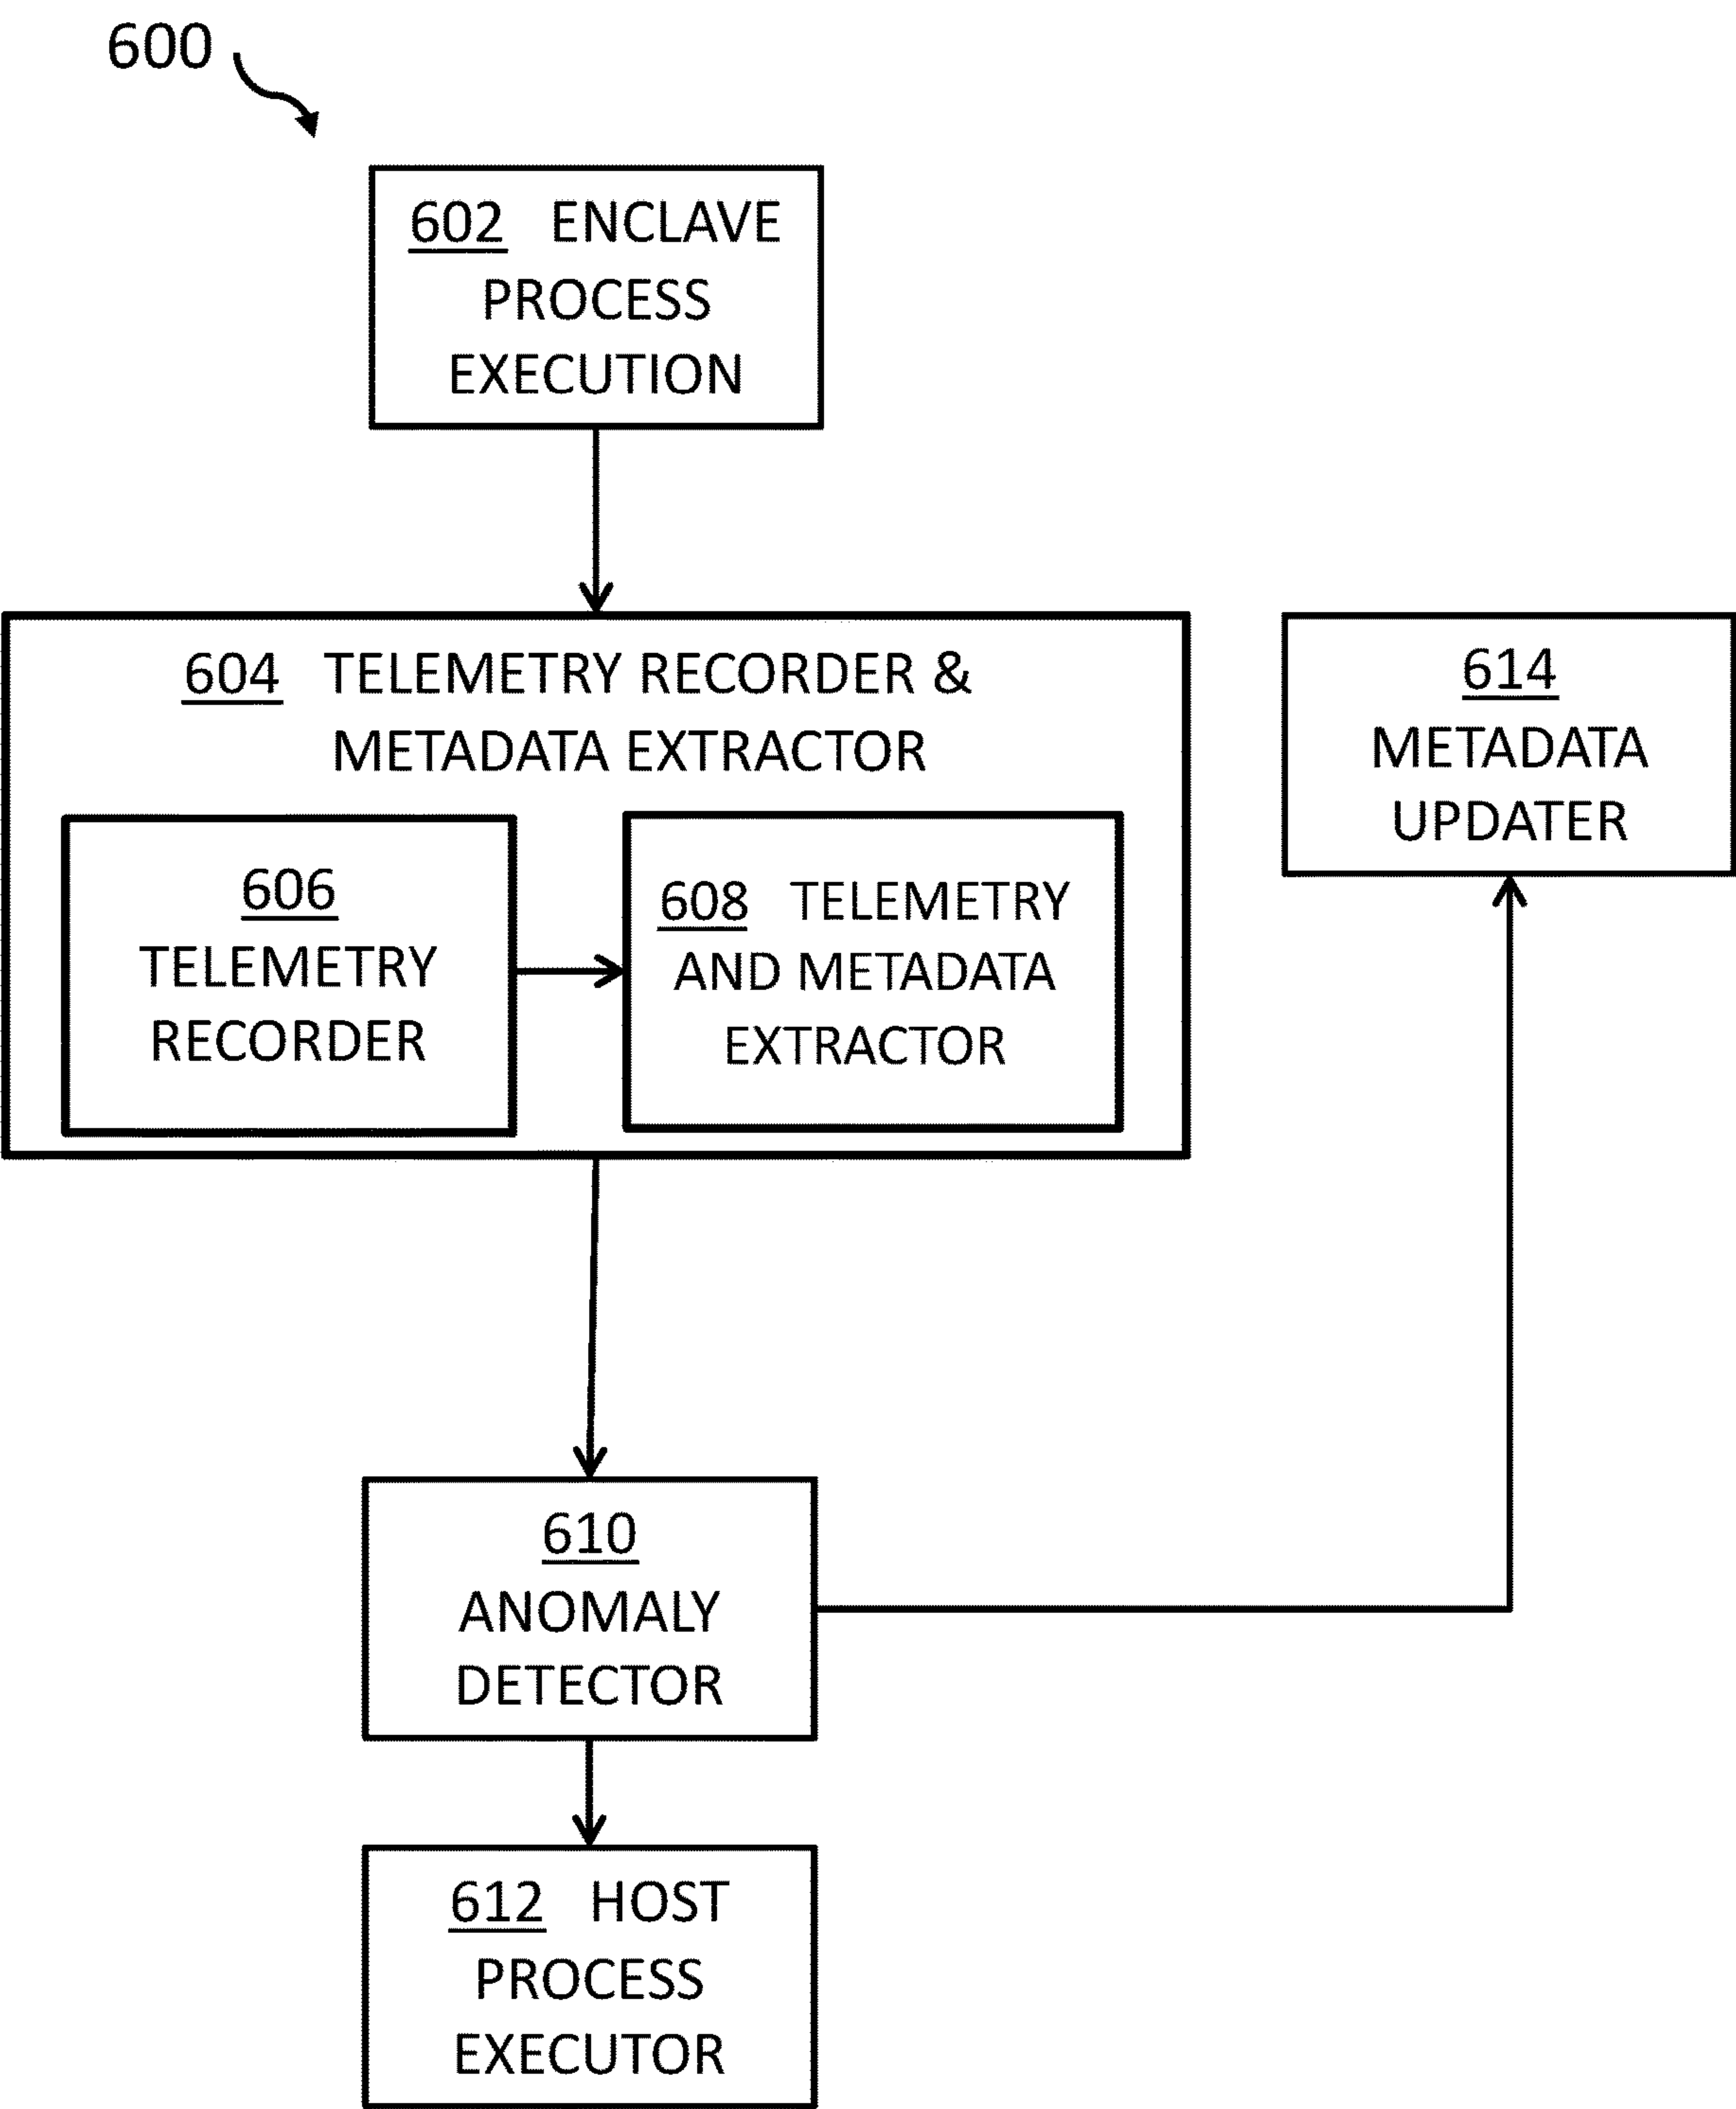 600
602 ENCLAVE
PROCESS
EXECUTION
604 TELEMETRY RECORDER &
METADATA EXTRACTOR
606
TELEMETRY
RECORDER
608 TELEMETRY
AND METADATA
EXTRACTOR
614
METADATA
UPDATER
610
ANOMALY
DETECTOR
612 HOST
PROCESS
EXECUTOR